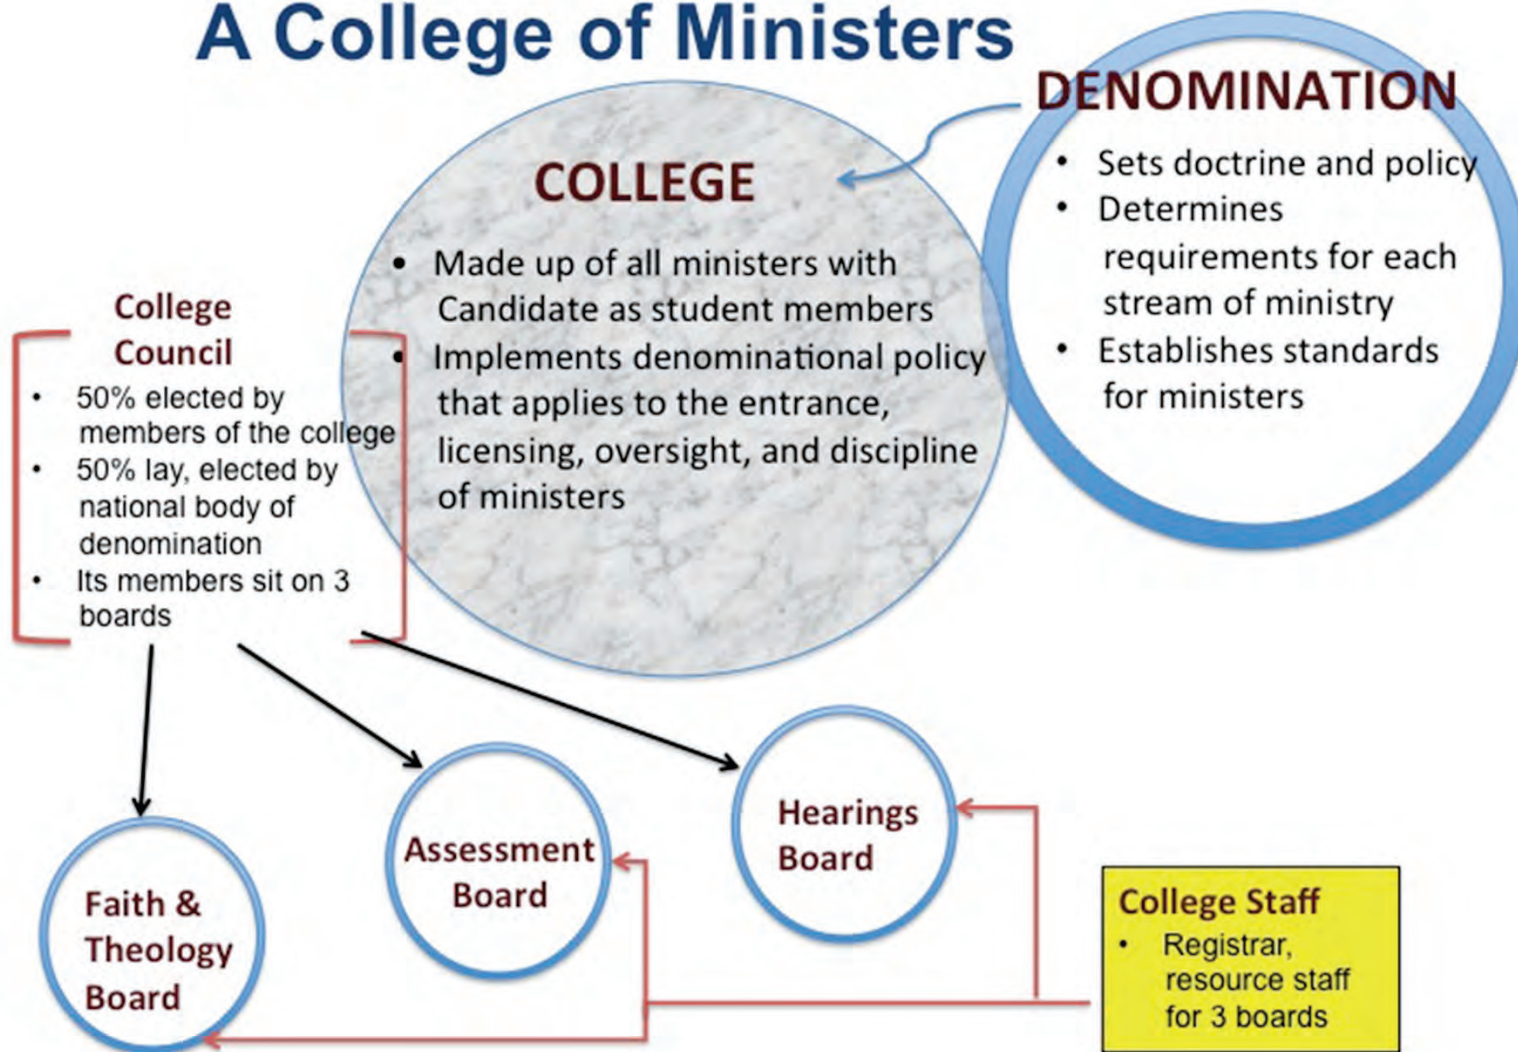 A College of Ministers
DENOMINATION
• Sets doctrine and policy
• Determines
requirements for each
stream of ministry
• Establishes standards
for ministers
COLLEGE
• Made up of all ministers with
Candidate as student members
• Implements denominational policy
that applies to the entrance,
licensing, oversight, and discipline
of ministers
College
Council
• 50% elected by
members of the college
• 50% lay, elected by
national body of
denomination
• Its members sit on 3
boards
Faith &
Theology
Board
Assessment
Board
Hearings
Board
College Staff
• Registrar,
resource staff
for 3 boards